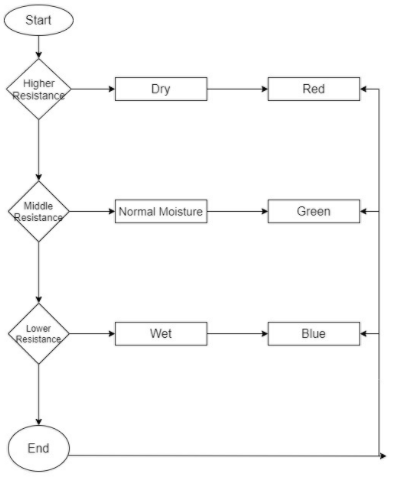 Start
Higher
Resistance
Dry
Red
Middle
Resistance
Normal Moisture
Green
Lower
Resistance
Wet
Blue
End